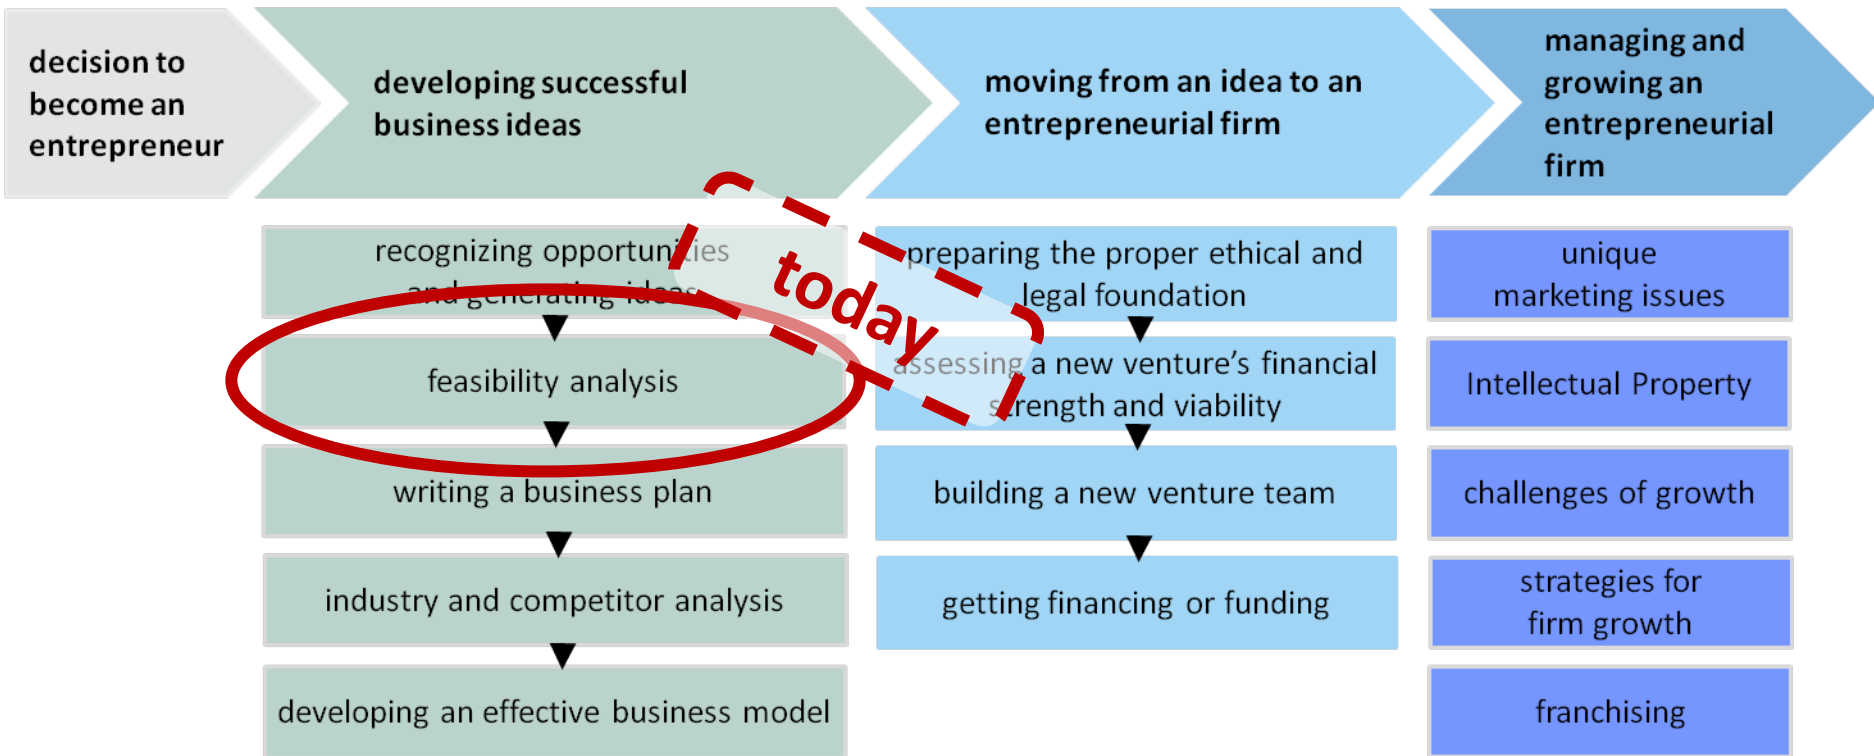 decision to
become an
entrepreneur
developing successful
business ideas
moving from an idea to an
entrepreneurial firm
managing and
growing an
entrepreneurial
firm
recognizing opportunities
and generating ideas
feasibility analysis
writing a business plan
industry and competitor analysis
developing an effective business model
today
preparing the proper ethical and
legal foundation
assessing a new venture's financial
strength and viability
building a new venture team
getting financing or funding
unique
marketing issues
Intellectual Property
challenges of growth
strategies for
firm growth
franchising